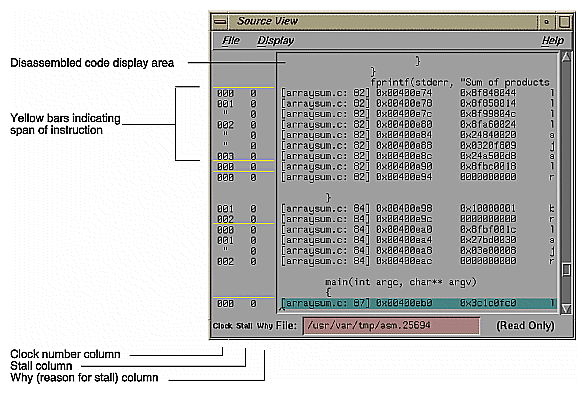 Source View
File Display Help
Disassembled code display area
}
}
fprintf(stderr, "Sum of products
000 0 [arraysum.c: 82] 0x00400e74 0x8f848044 l
001 0 [arraysum.c: 82] 0x00400e78 0x8f858014 l
Yellow bars indicating
span of instruction
" 0 [arraysum.c: 82] 0x00400e7c 0x8f99804c l
002 0 [arraysum.c: 82] 0x00400e80 0x8fa60024 l
" 0 [arraysum.c: 82] 0x00400e84 0x24840020 a
" 0 [arraysum.c: 82] 0x00400e88 0x0320f809 j
003 0 [arraysum.c: 82] 0x00400e8c 0x24a500d8 a
000 0 [arraysum.c: 82] 0x00400e90 0x8fbc0018 l
000 0 [arraysum.c: 82] 0x00400e94 0000000000 r
}
001 0 [arraysum.c: 84] 0x00400e98 0x10000001 b
002 0 [arraysum.c: 84] 0x00400e9c 0000000000 r
000 0 [arraysum.c: 84] 0x00400ea0 0x8fbf001c l
001 0 [arraysum.c: 84] 0x00400ea4 0x27bd0030 a
" 0 [arraysum.c: 84] 0x00400ea8 0x03e00008 j
002 0 [arraysum.c: 84] 0x00400eac 0000000000 r
main(int argc, char** argv)
{
000 0 [arraysum.c: 87] 0x00400eb0 0x3c1c0fc0 l
Clock Stall Why File: /usr/var/tmp/asm.25694 (Read Only)
Clock number column
Stall column
Why (reason for stall) column